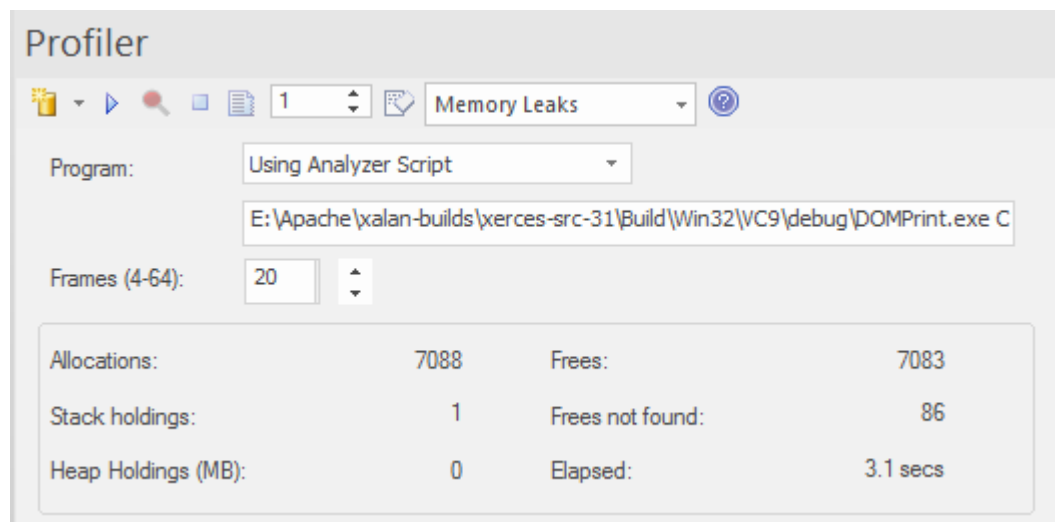 Profiler
1 Memory Leaks ?
Program: Using Analyzer Script
E:\Apache\xalan-builds\xerces-src-31\Build\Win32\VC9\debug\DOMPrint.exe C
Frames (4-64): 20
Allocations: 7088 Frees: 7083
Stack holdings: 1 Frees not found: 86
Heap Holdings (MB): 0 Elapsed: 3.1 secs